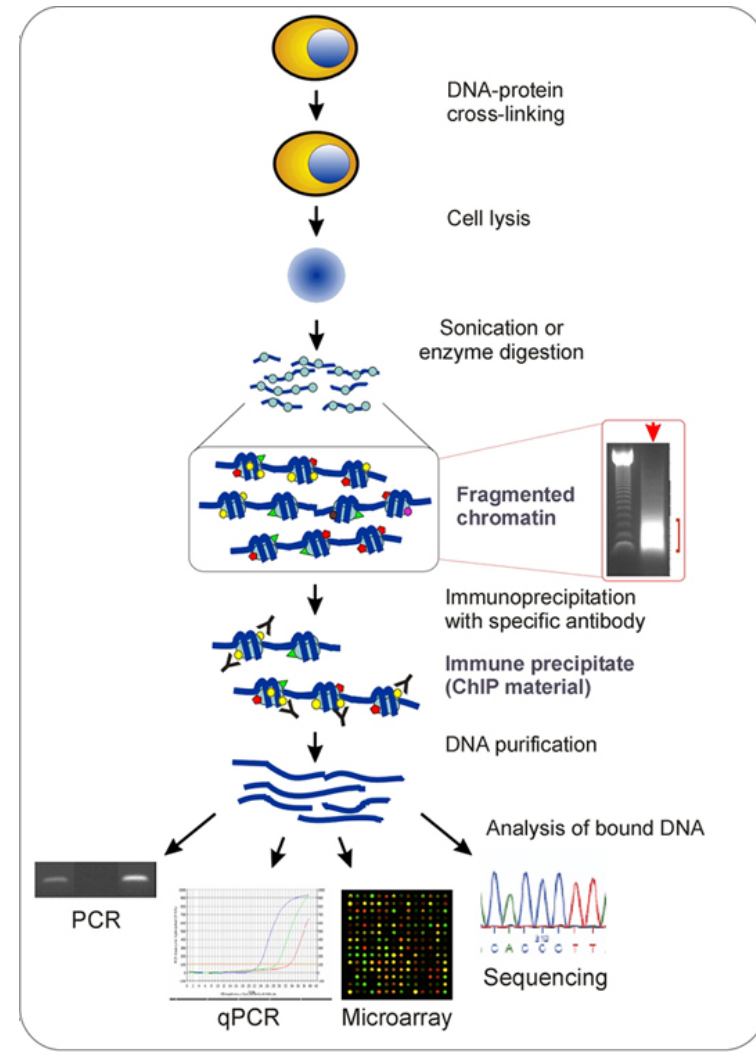 DNA-protein
cross-linking
Cell lysis
Sonication or
enzyme digestion
Fragmented
chromatin
Immunoprecipitation
with specific antibody
Immune precipitate
(ChIP material)
DNA purification
Analysis of bound DNA
PCR
qPCR
Microarray
C A C C C T T
Sequencing